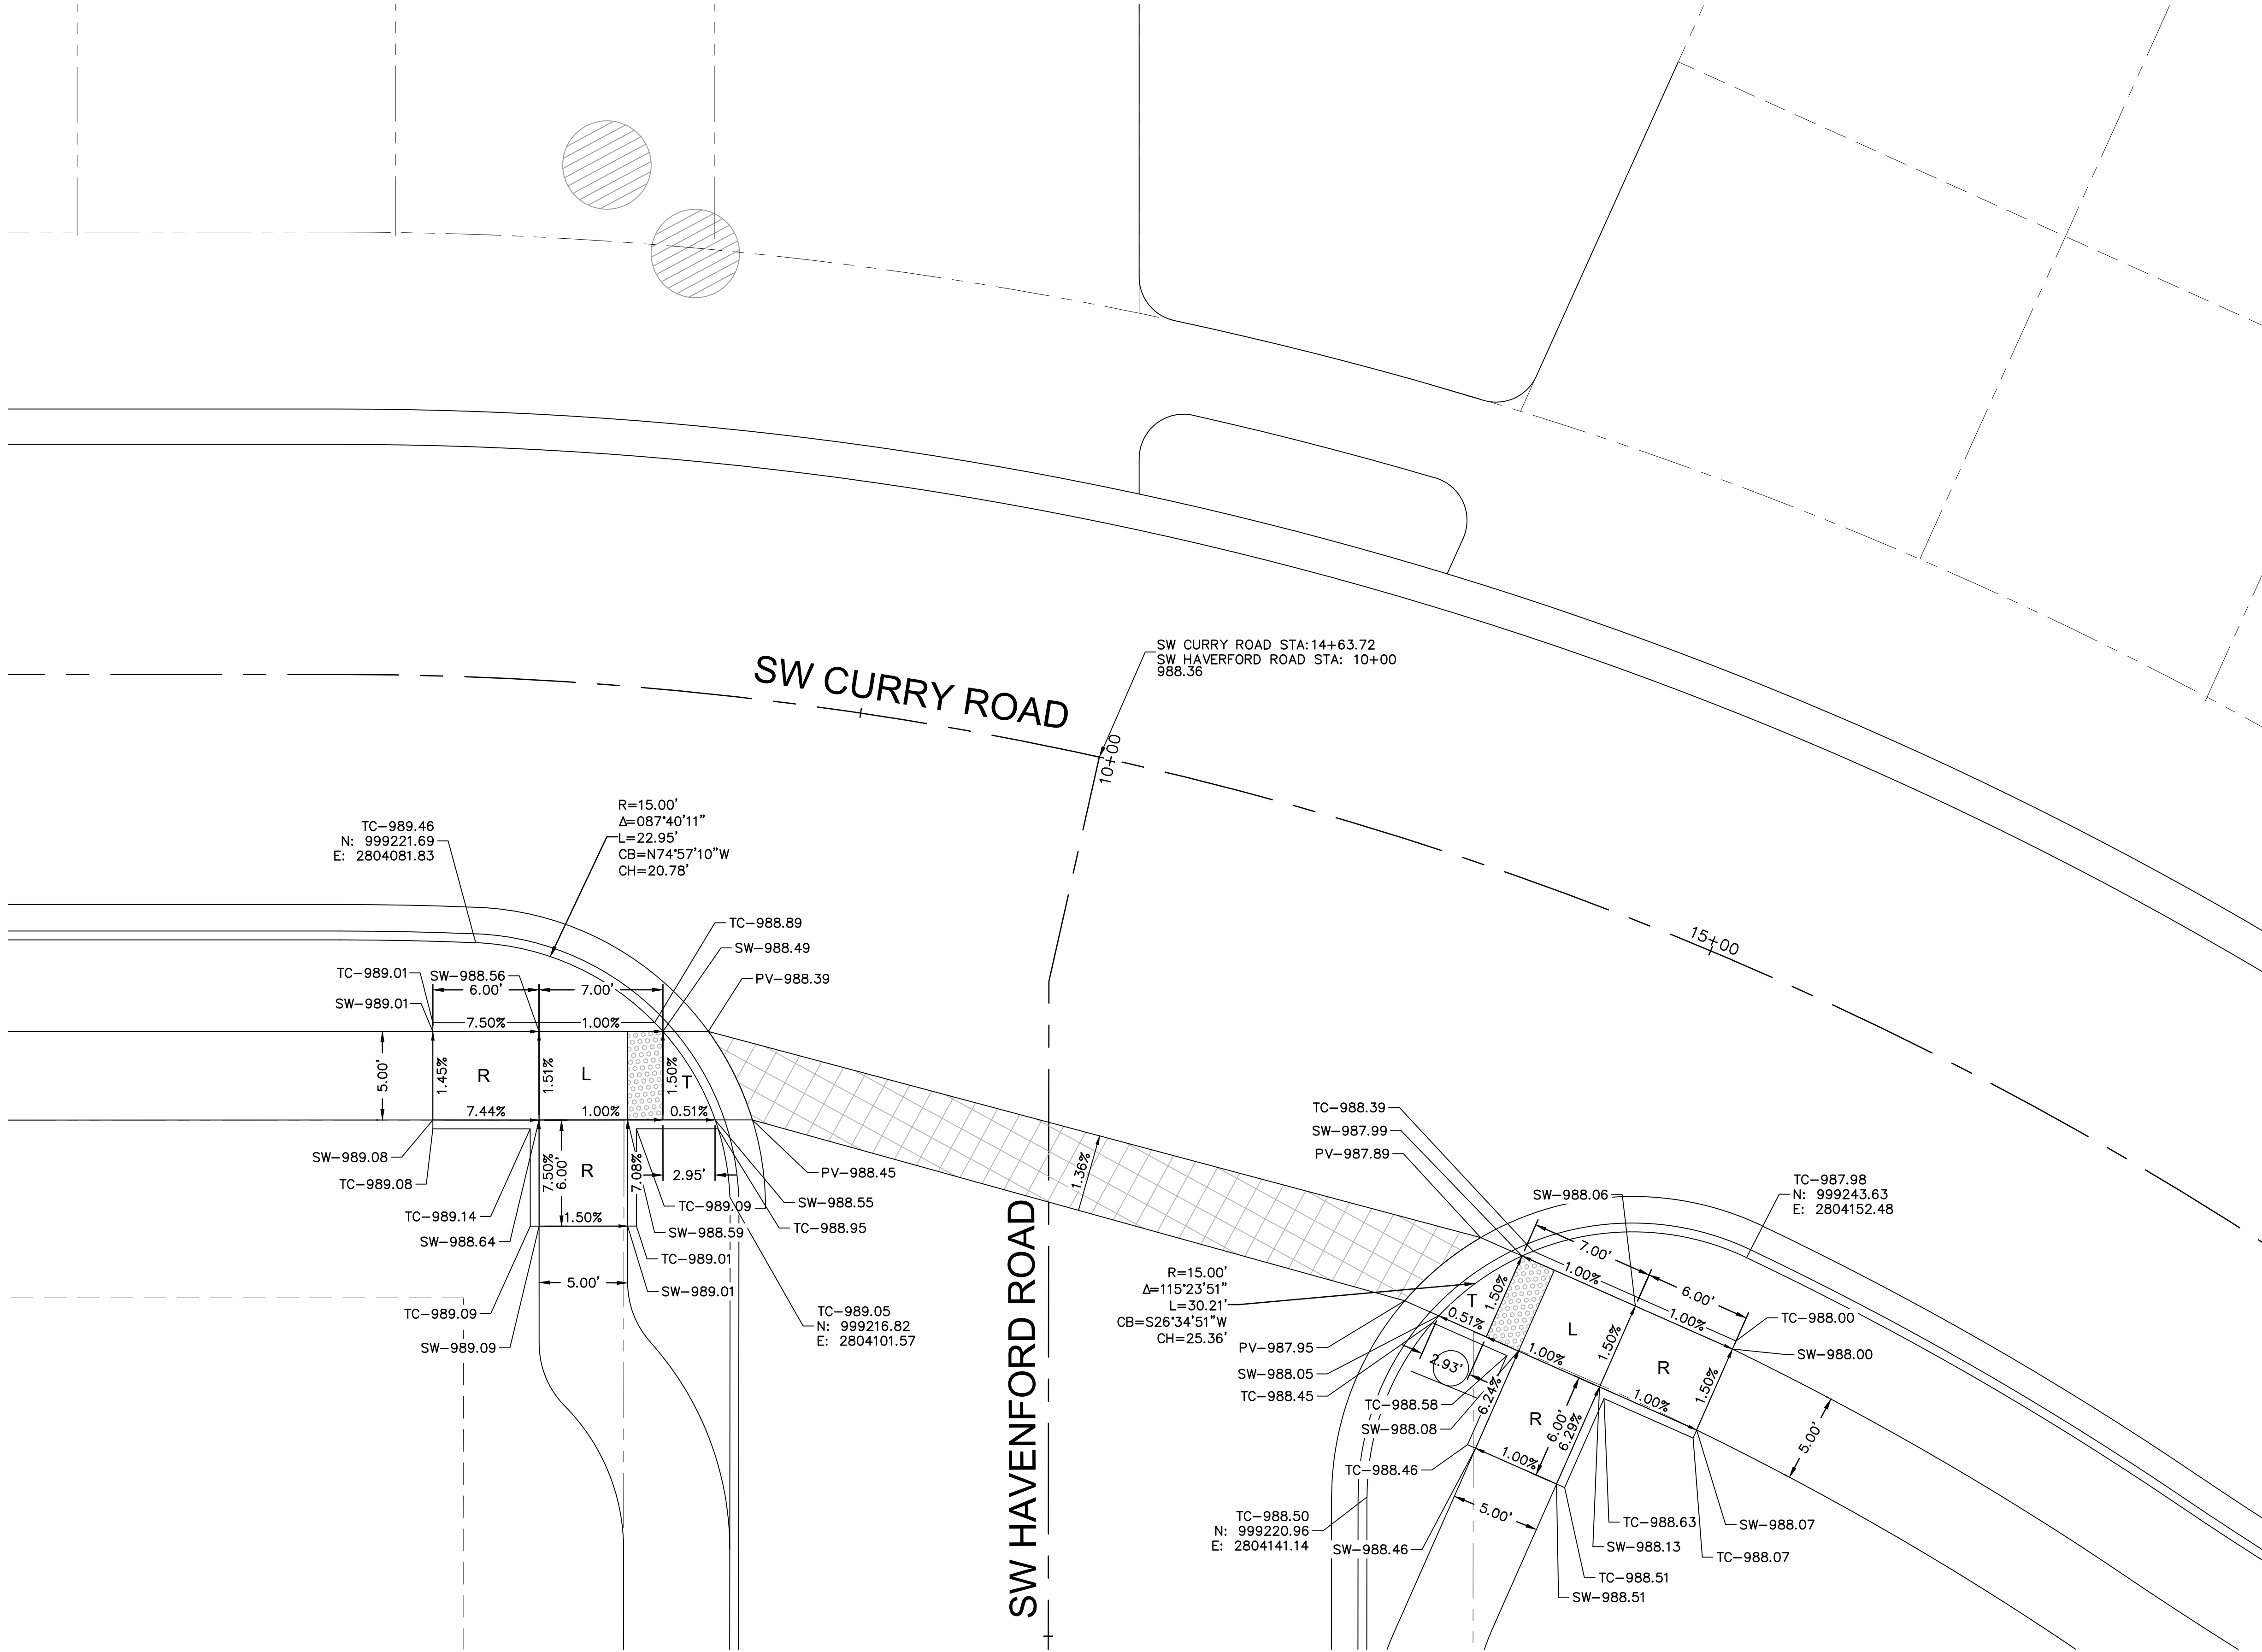 SW CURRY ROAD STA:14+63.72
SW HAVERFORD ROAD STA: 10+00
988.36
SW CURRY ROAD
10+00
15+00
R=15.00'
Δ=087°40'11"
L=22.95'
CB=N74°57'10"W
CH=20.78'
TC-989.46
N: 999221.69
E: 2804081.83
TC-988.89
SW-988.49
PV-988.39
TC-989.01
SW-988.56
SW-989.01
6.00'
7.00'
7.50%
1.00%
5.00'
1.45%
R
1.51%
L
1.50%
T
7.44%
1.00%
0.51%
SW-989.08
TC-989.08
7.50%
6.00'
R
7.08%
2.95'
PV-988.45
SW-988.55
TC-988.95
TC-989.09
SW-988.59
TC-989.14
SW-988.64
1.50%
TC-989.01
5.00'
SW-989.01
TC-989.09
SW-989.09
TC-989.05
N: 999216.82
E: 2804101.57
1.36%
SW HAVENFORD ROAD
TC-988.39
SW-987.99
PV-987.89
SW-988.06
TC-987.98
N: 999243.63
E: 2804152.48
7.00'
1.00%
6.00'
1.00%
TC-988.00
SW-988.00
R=15.00'
Δ=115°23'51"
L=30.21'
CB=S26°34'51"W
CH=25.36'
T
1.50%
0.51%
L
1.00%
1.50%
R
1.50%
1.00%
PV-987.95
SW-988.05
TC-988.45
2.93'
TC-988.58
SW-988.08
6.24%
R
6.00'
6.29%
1.00%
5.00'
TC-988.46
5.00'
TC-988.50
N: 999220.96
E: 2804141.14
SW-988.46
TC-988.63
SW-988.13
SW-988.07
TC-988.07
TC-988.51
SW-988.51